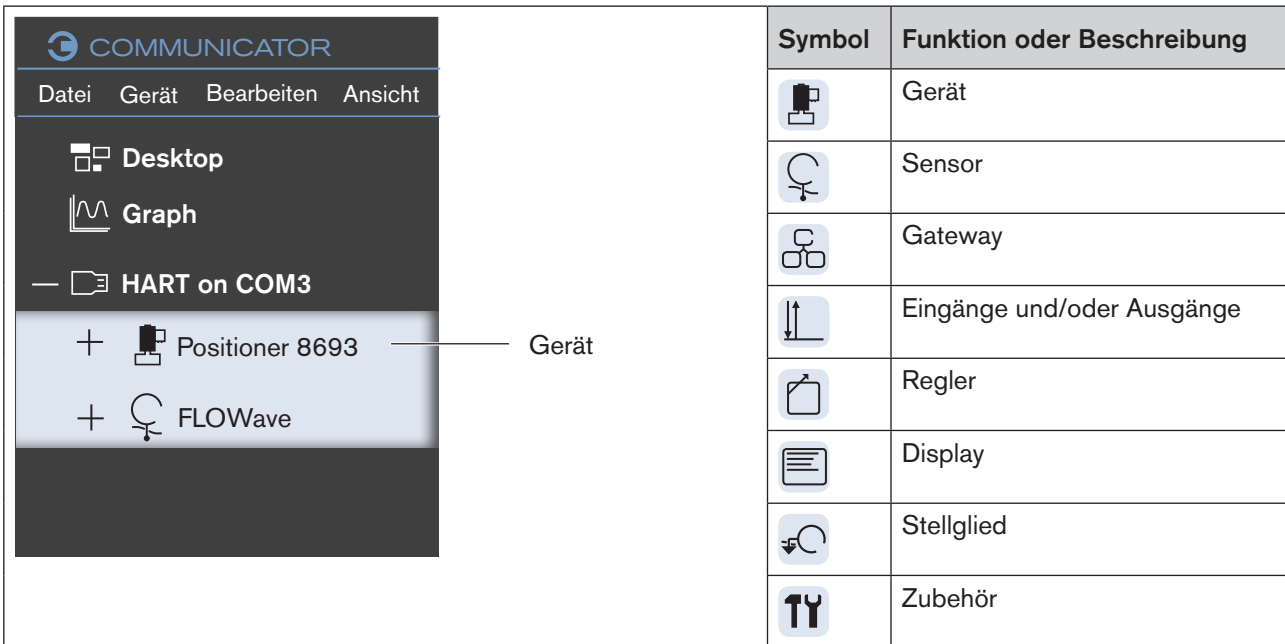 COMMUNICATOR
Datei Gerät Bearbeiten Ansicht
Desktop
Graph
HART on COM3
Positioner 8693
Gerät
FLOWave
Symbol Funktion oder Beschreibung
Gerät
Sensor
Gateway
Eingänge und/oder Ausgänge
Regler
Display
Stellglied
Zubehör